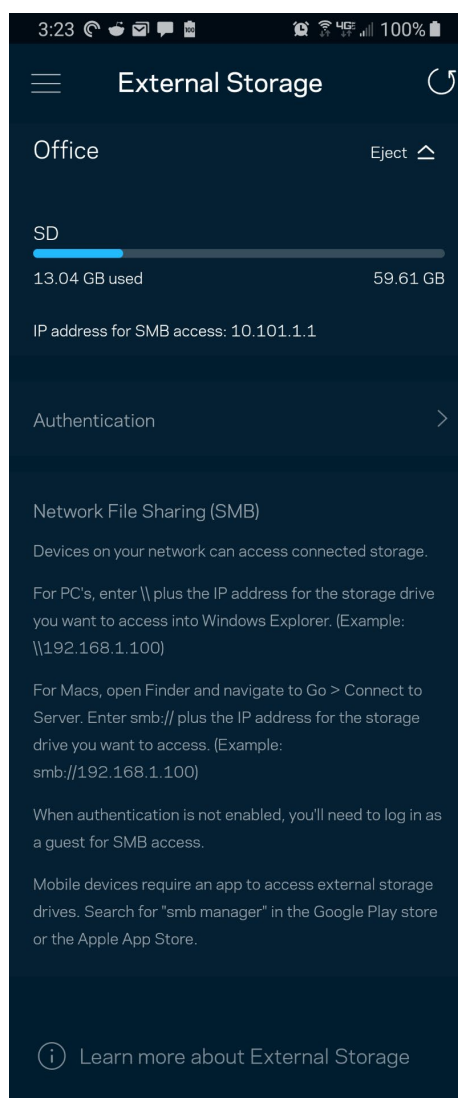 3:23 100%
External Storage
Office Eject
SD
13.04 GB used 59.61 GB
IP address for SMB access: 10.101.1.1
Authentication
Network File Sharing (SMB)
Devices on your network can access connected storage.
For PC's, enter \\ plus the IP address for the storage drive
you want to access into Windows Explorer. (Example:
\\192.168.1.100)
For Macs, open Finder and navigate to Go > Connect to
Server. Enter smb:// plus the IP address for the storage
drive you want to access. (Example:
smb://192.168.1.100)
When authentication is not enabled, you'll need to log in as
a guest for SMB access.
Mobile devices require an app to access external storage
drives. Search for "smb manager" in the Google Play store
or the Apple App Store.
Learn more about External Storage